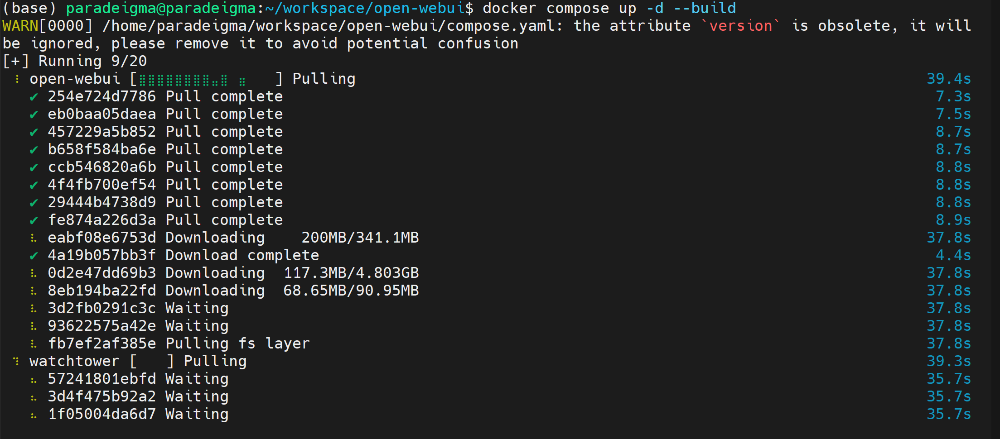 (base) paradeigma@paradeigma:~/workspace/open-webui$ docker compose up -d --build
WARN[0000] /home/paradeigma/workspace/open-webui/compose.yaml: the attribute `version` is obsolete, it will
be ignored, please remove it to avoid potential confusion
[+] Running 9/20
⠸ open-webui [⣿⣿⣿⣿⣿⣿⣿⣿⣤⣿ ⣶   ] Pulling 39.4s
✔ 254e724d7786 Pull complete 7.3s
✔ eb0baa05daea Pull complete 7.5s
✔ 457229a5b852 Pull complete 8.7s
✔ b658f584ba6e Pull complete 8.7s
✔ ccb546820a6b Pull complete 8.8s
✔ 4f4fb700ef54 Pull complete 8.8s
✔ 29444b4738d9 Pull complete 8.8s
✔ fe874a226d3a Pull complete 8.9s
⠧ eabf08e6753d Downloading 200MB/341.1MB 37.8s
✔ 4a19b057bb3f Download complete 4.4s
⠧ 0d2e47dd69b3 Downloading 117.3MB/4.803GB 37.8s
⠧ 8eb194ba22fd Downloading 68.65MB/90.95MB 37.8s
⠧ 3d2fb0291c3c Waiting 37.8s
⠧ 93622575a42e Waiting 37.8s
⠧ fb7ef2af385e Pulling fs layer 37.8s
⠹ watchtower [   ] Pulling 39.3s
⠦ 57241801ebfd Waiting 35.7s
⠦ 3d4f475b92a2 Waiting 35.7s
⠦ 1f05004da6d7 Waiting 35.7s